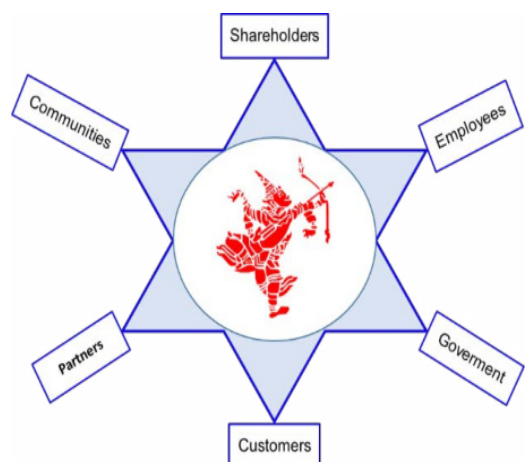 Shareholders
Communities
Employees
Partners
Goverment
Customers